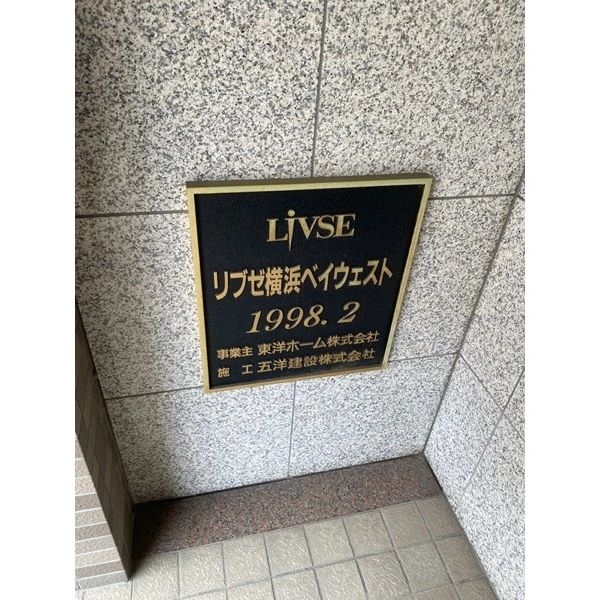 LiVSE
リブゼ横浜ベイウェスト
1998.2
事業主 東洋ホーム株式会社
施工 五洋建設株式会社